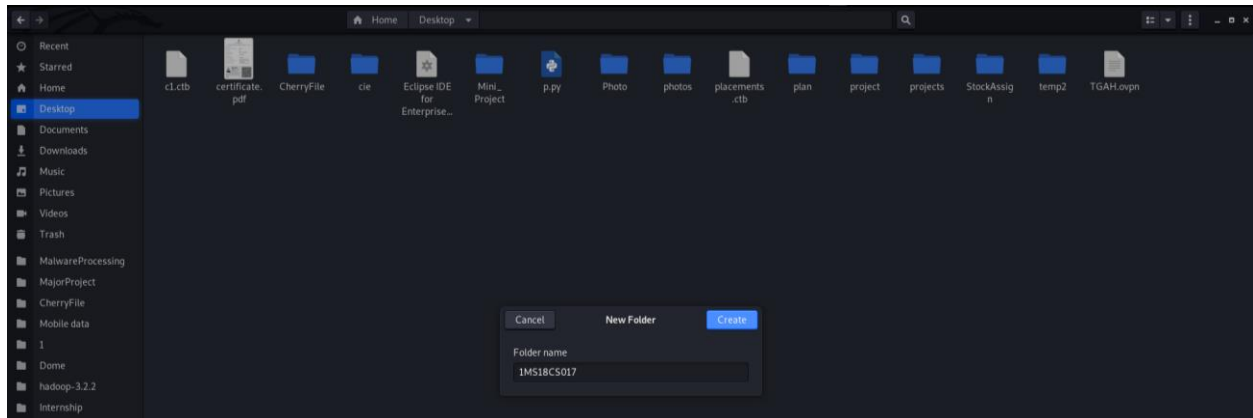 Home Desktop
Recent
Starred
Home
Desktop
Documents
Downloads
Music
Pictures
Videos
Trash
MalwareProcessing
MajorProject
CherryFile
Mobile data
1
Dome
hadoop-3.2.2
Internship
c1.ctb
certificate.
pdf
CherryFile
cie
Eclipse IDE
for
Enterprise...
Mini_
Project
p.py
Photo
photos
placements
.ctb
plan
project
projects
StockAssig
n
temp2
TGAH.ovpn
Cancel New Folder Create
Folder name
1MS18CS017